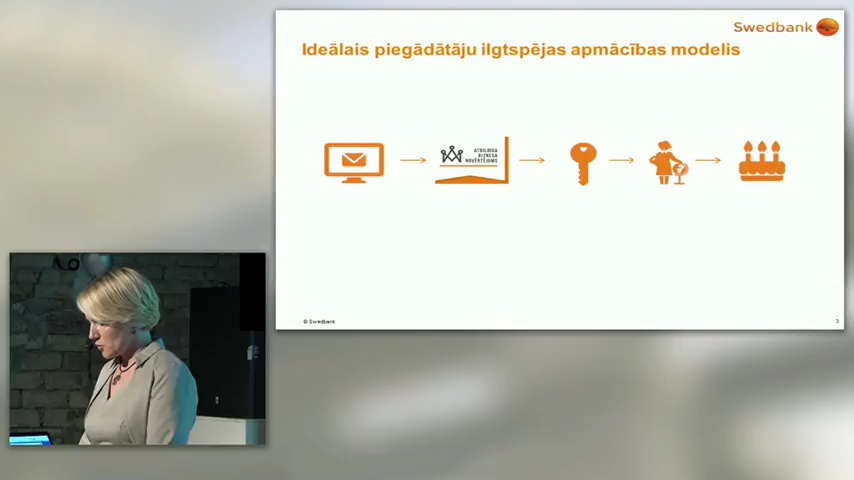 Swedbank
Ideālais piegādātāju ilgtspējas apmācības modelis
ATBILDĪGA
BIZNESA
NOVĒRTĒJUMS
© Swedbank
3